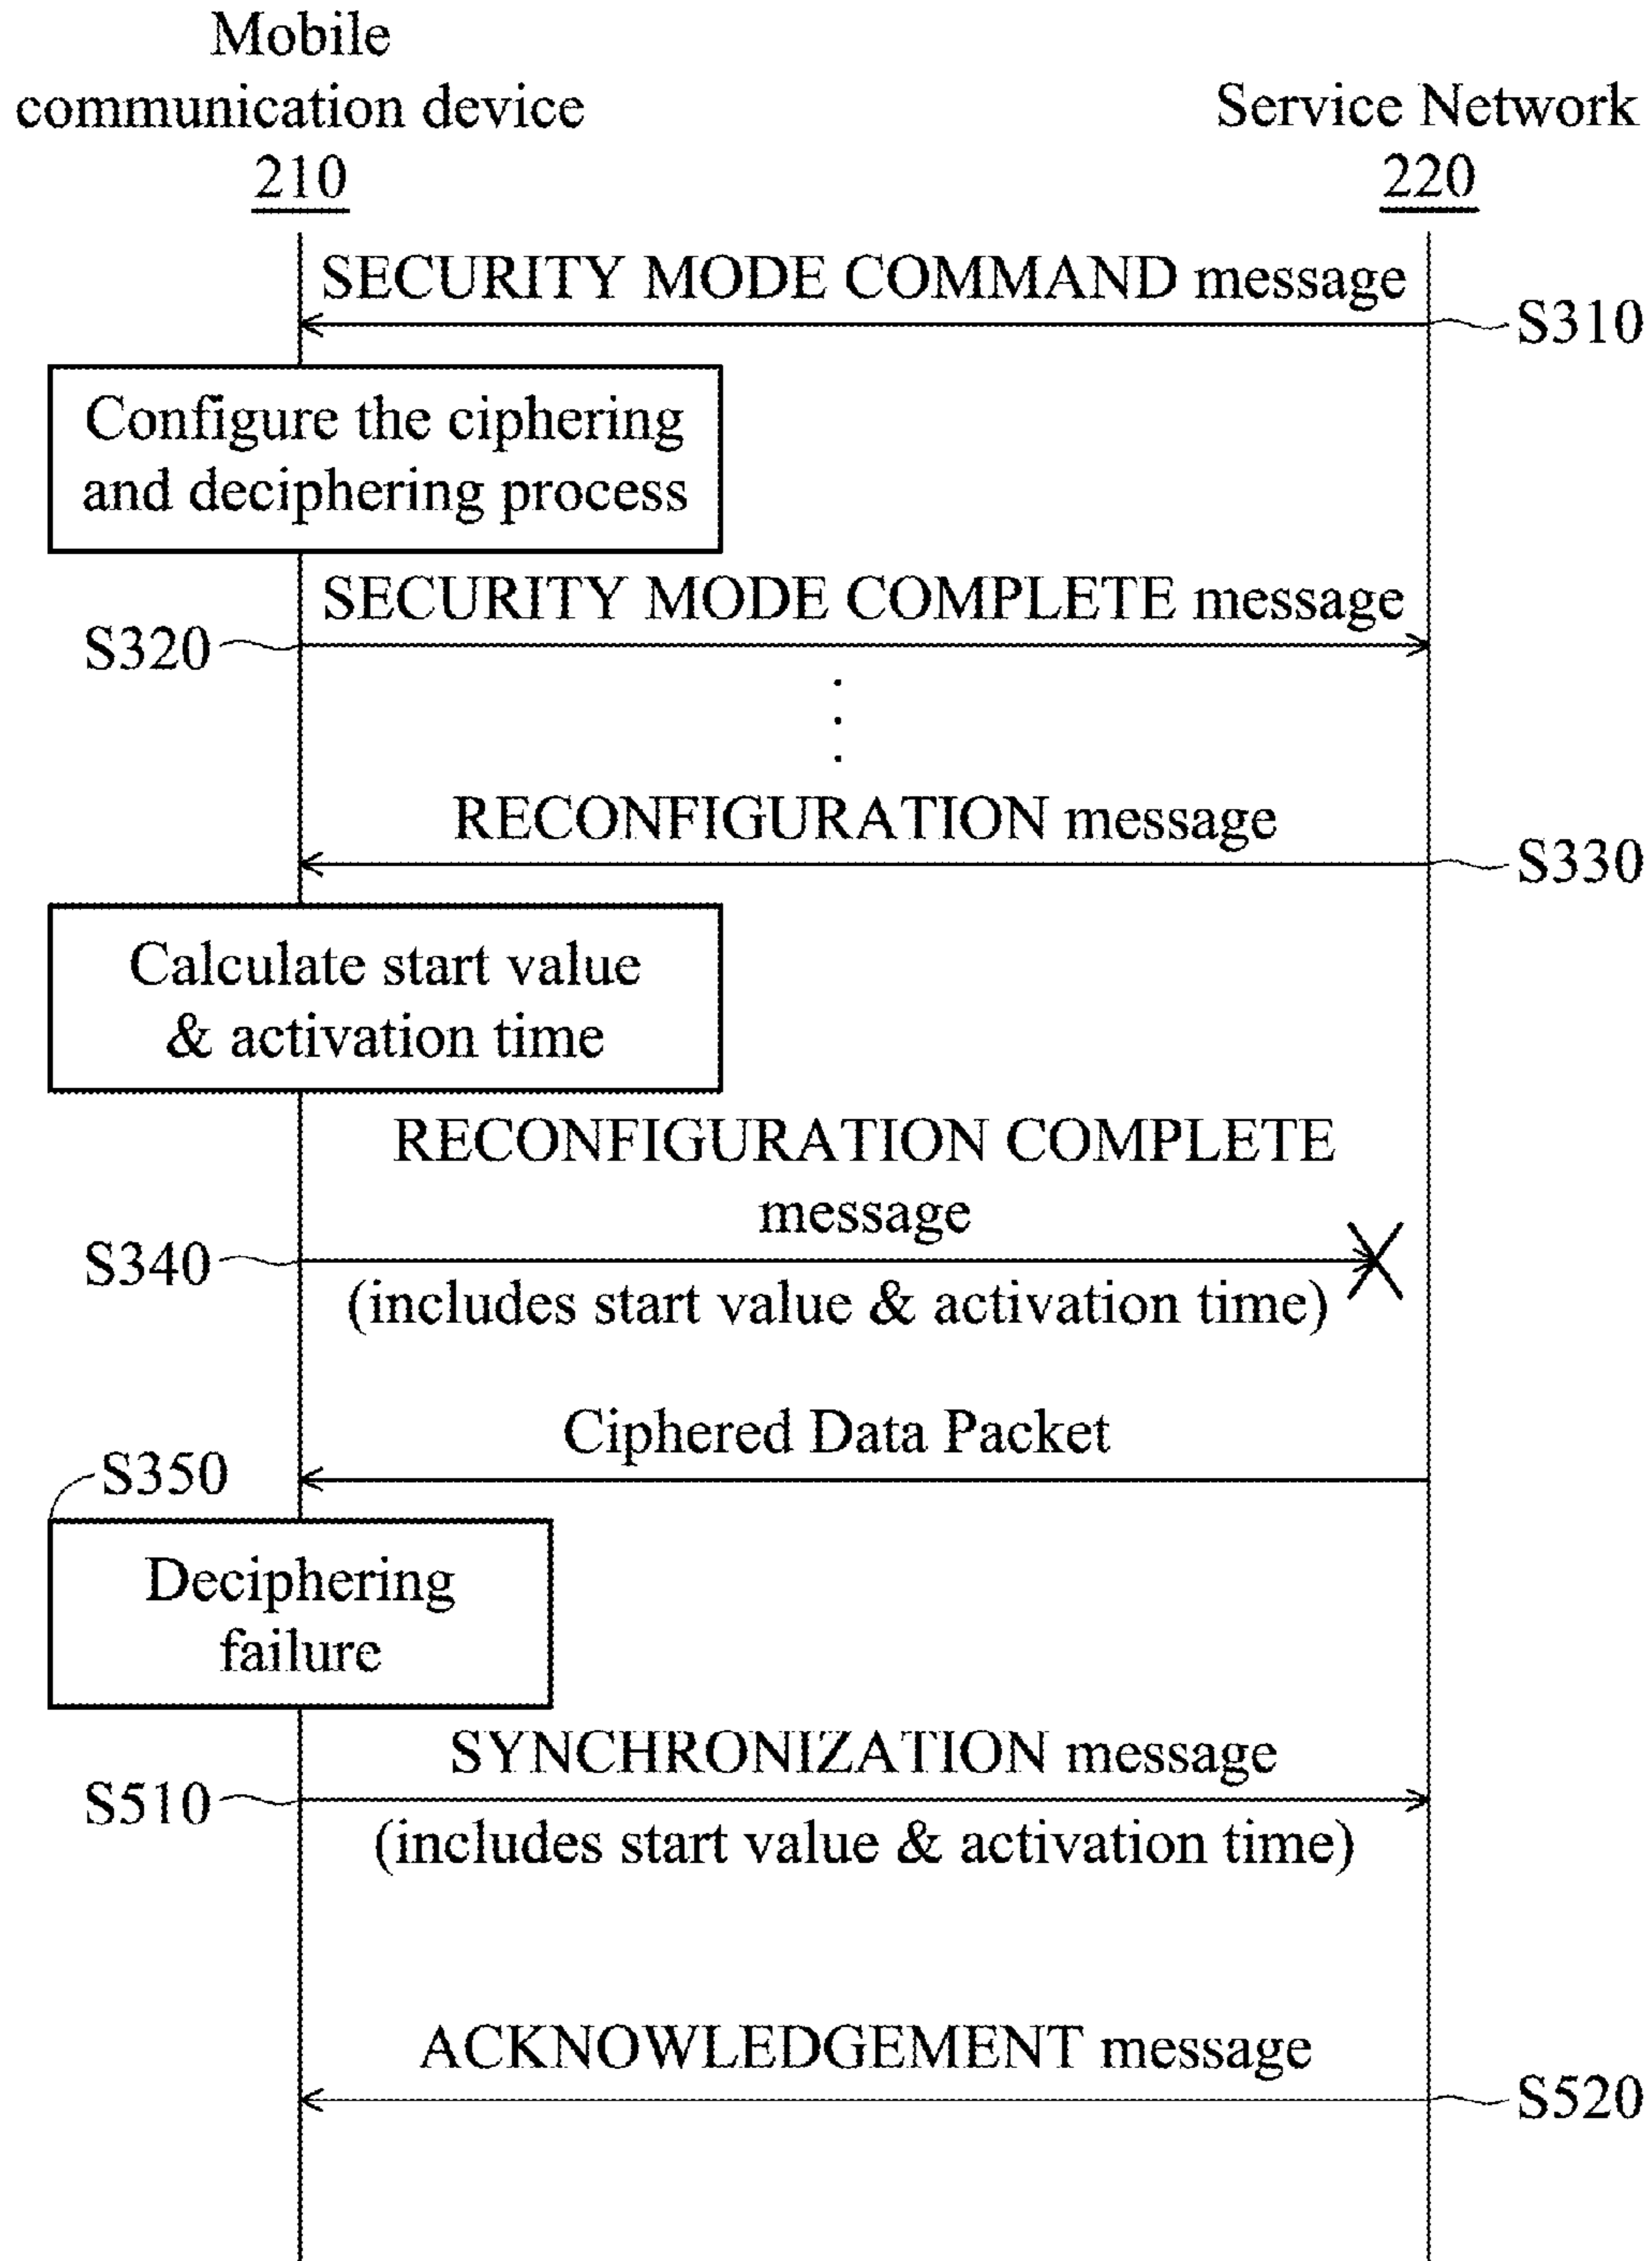 Mobile
communication device
210
Service Network
220
SECURITY MODE COMMAND message
S310
Configure the ciphering
and deciphering process
SECURITY MODE COMPLETE message
S320
RECONFIGURATION message
S330
Calculate start value
& activation time
RECONFIGURATION COMPLETE
message
S340
(includes start value & activation time)
Ciphered Data Packet
S350
Deciphering
failure
SYNCHRONIZATION message
S510
(includes start value & activation time)
ACKNOWLEDGEMENT message
S520